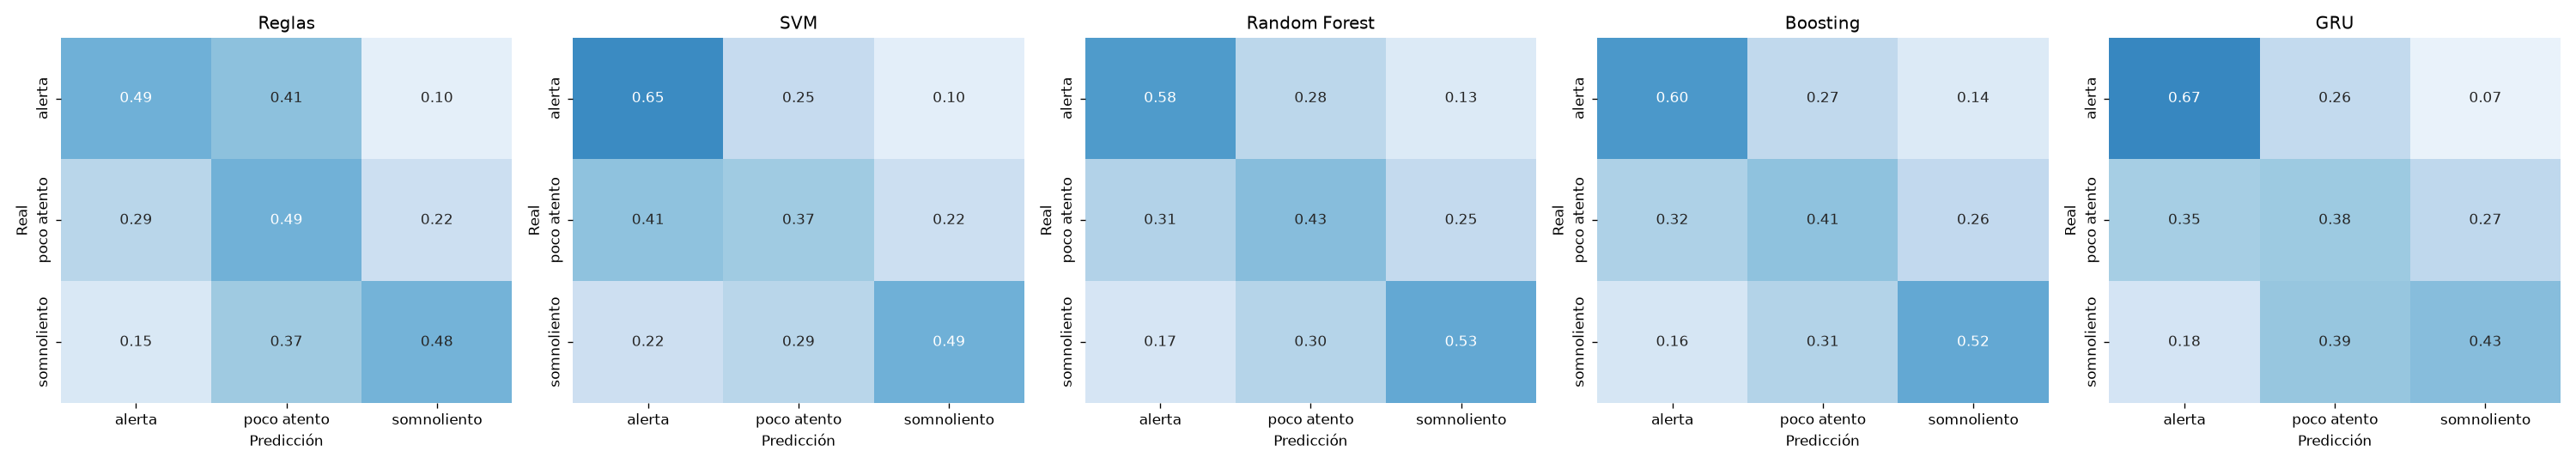 Reglas
alerta 0.49 0.41 0.10
Real
poco atento 0.29 0.49 0.22
somnoliento 0.15 0.37 0.48
alerta poco atento somnoliento
Predicción
SVM
alerta 0.65 0.25 0.10
Real
poco atento 0.41 0.37 0.22
somnoliento 0.22 0.29 0.49
alerta poco atento somnoliento
Predicción
Random Forest
alerta 0.58 0.28 0.13
Real
poco atento 0.31 0.43 0.25
somnoliento 0.17 0.30 0.53
alerta poco atento somnoliento
Predicción
Boosting
alerta 0.60 0.27 0.14
Real
poco atento 0.32 0.41 0.26
somnoliento 0.16 0.31 0.52
alerta poco atento somnoliento
Predicción
GRU
alerta 0.67 0.26 0.07
Real
poco atento 0.35 0.38 0.27
somnoliento 0.18 0.39 0.43
alerta poco atento somnoliento
Predicción